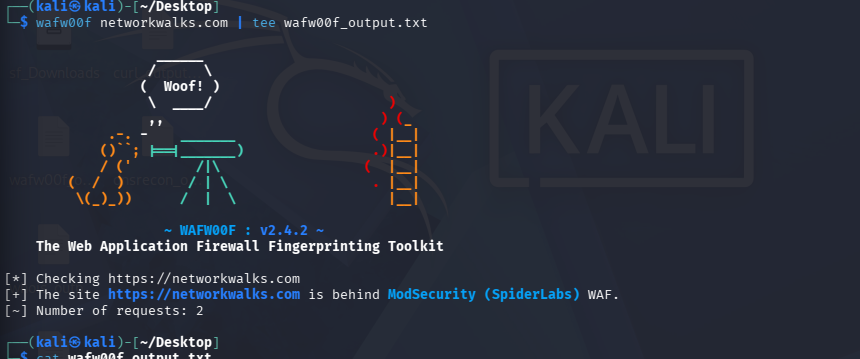 (kali㉿kali)-[~/Desktop]
$ wafw00f networkwalks.com | tee wafw00f_output.txt
Woof!
KALI
~ WAFW00F : v2.4.2 ~
The Web Application Firewall Fingerprinting Toolkit
[*] Checking https://networkwalks.com
[+] The site https://networkwalks.com is behind ModSecurity (SpiderLabs) WAF.
[~] Number of requests: 2
(kali㉿kali)-[~/Desktop]
$ cat wafw00f_output.txt